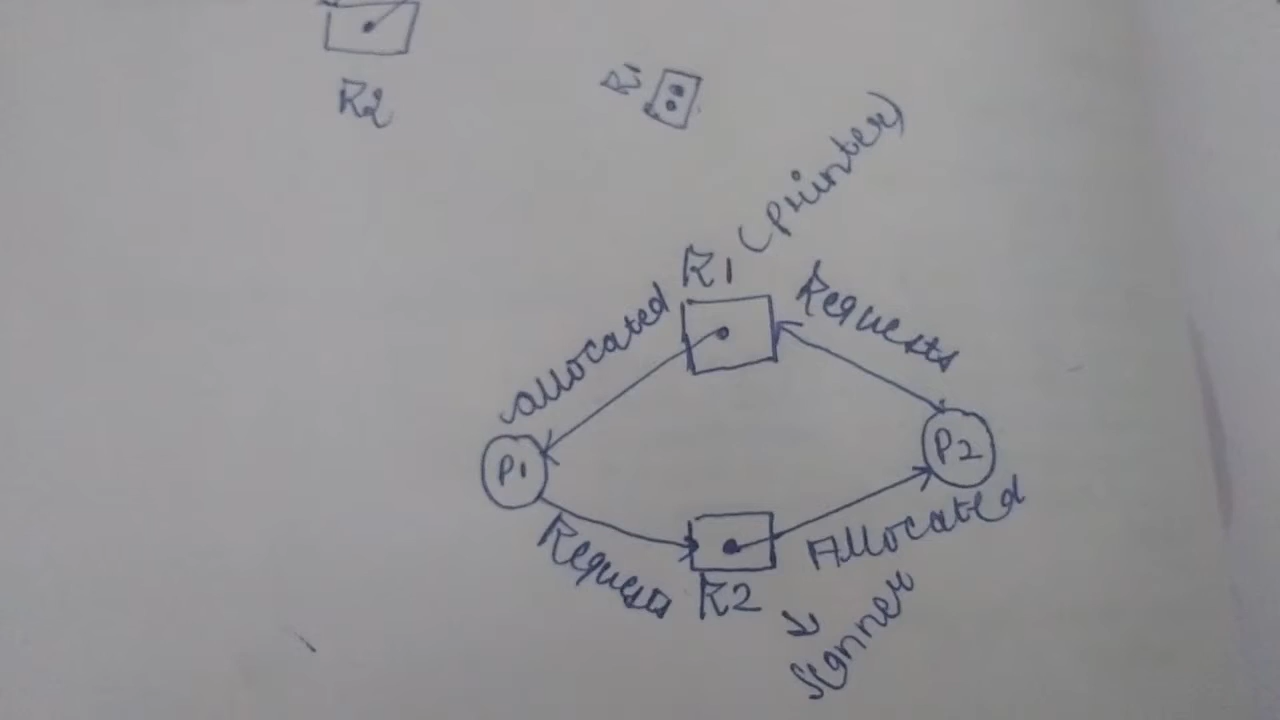 R2
R1
R1 (printer)
allocated
Requests
P1
P2
Requests
R2
Allocated
Scanner